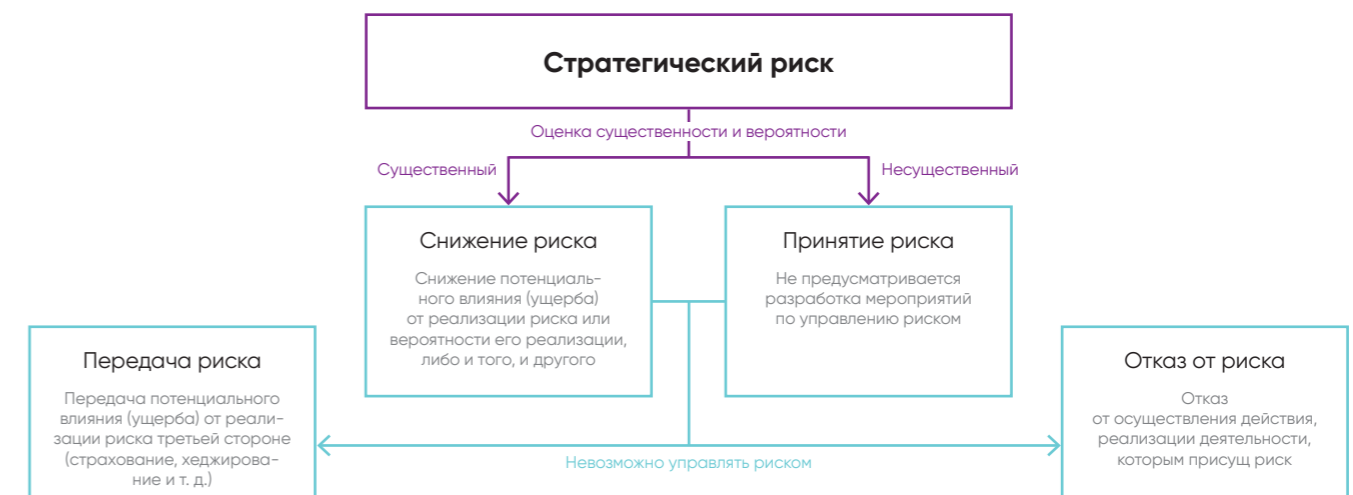 Стратегический риск
Оценка существенности и вероятности
Существенный
Несущественный
Снижение риска
Снижение потенциаль-
ного влияния (ущерба)
от реализации риска или
вероятности его реализации,
либо и того, и другого
Принятие риска
Не предусматривается
разработка мероприятий
по управлению риском
Передача риска
Передача потенциального
влияния (ущерба) от реали-
зации риска третьей стороне
(страхование, хеджирова-
ние и т. д.)
Невозможно управлять риском
Отказ от риска
Отказ
от осуществления действия,
реализации деятельности,
которым присущ риск